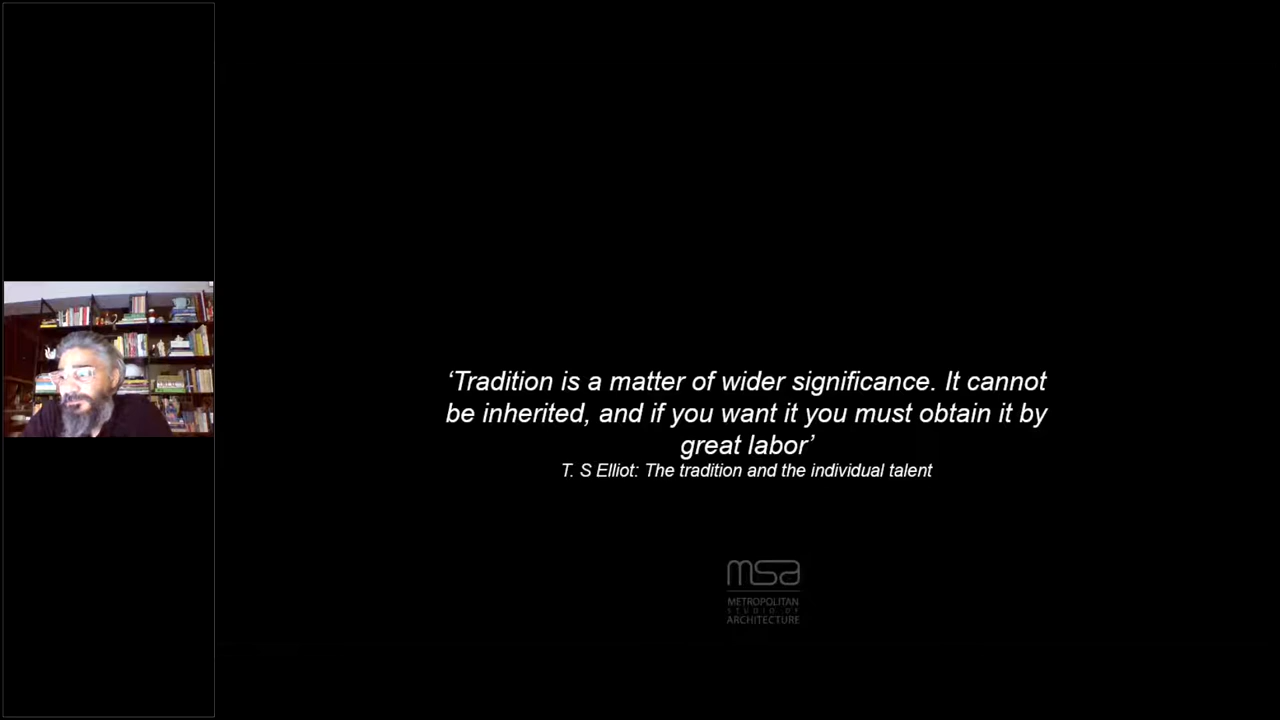 ‘Tradition is a matter of wider significance. It cannot
be inherited, and if you want it you must obtain it by
great labor’
T. S Elliot: The tradition and the individual talent
msa
METROPOLITAN
STUDIO OF
ARCHITECTURE